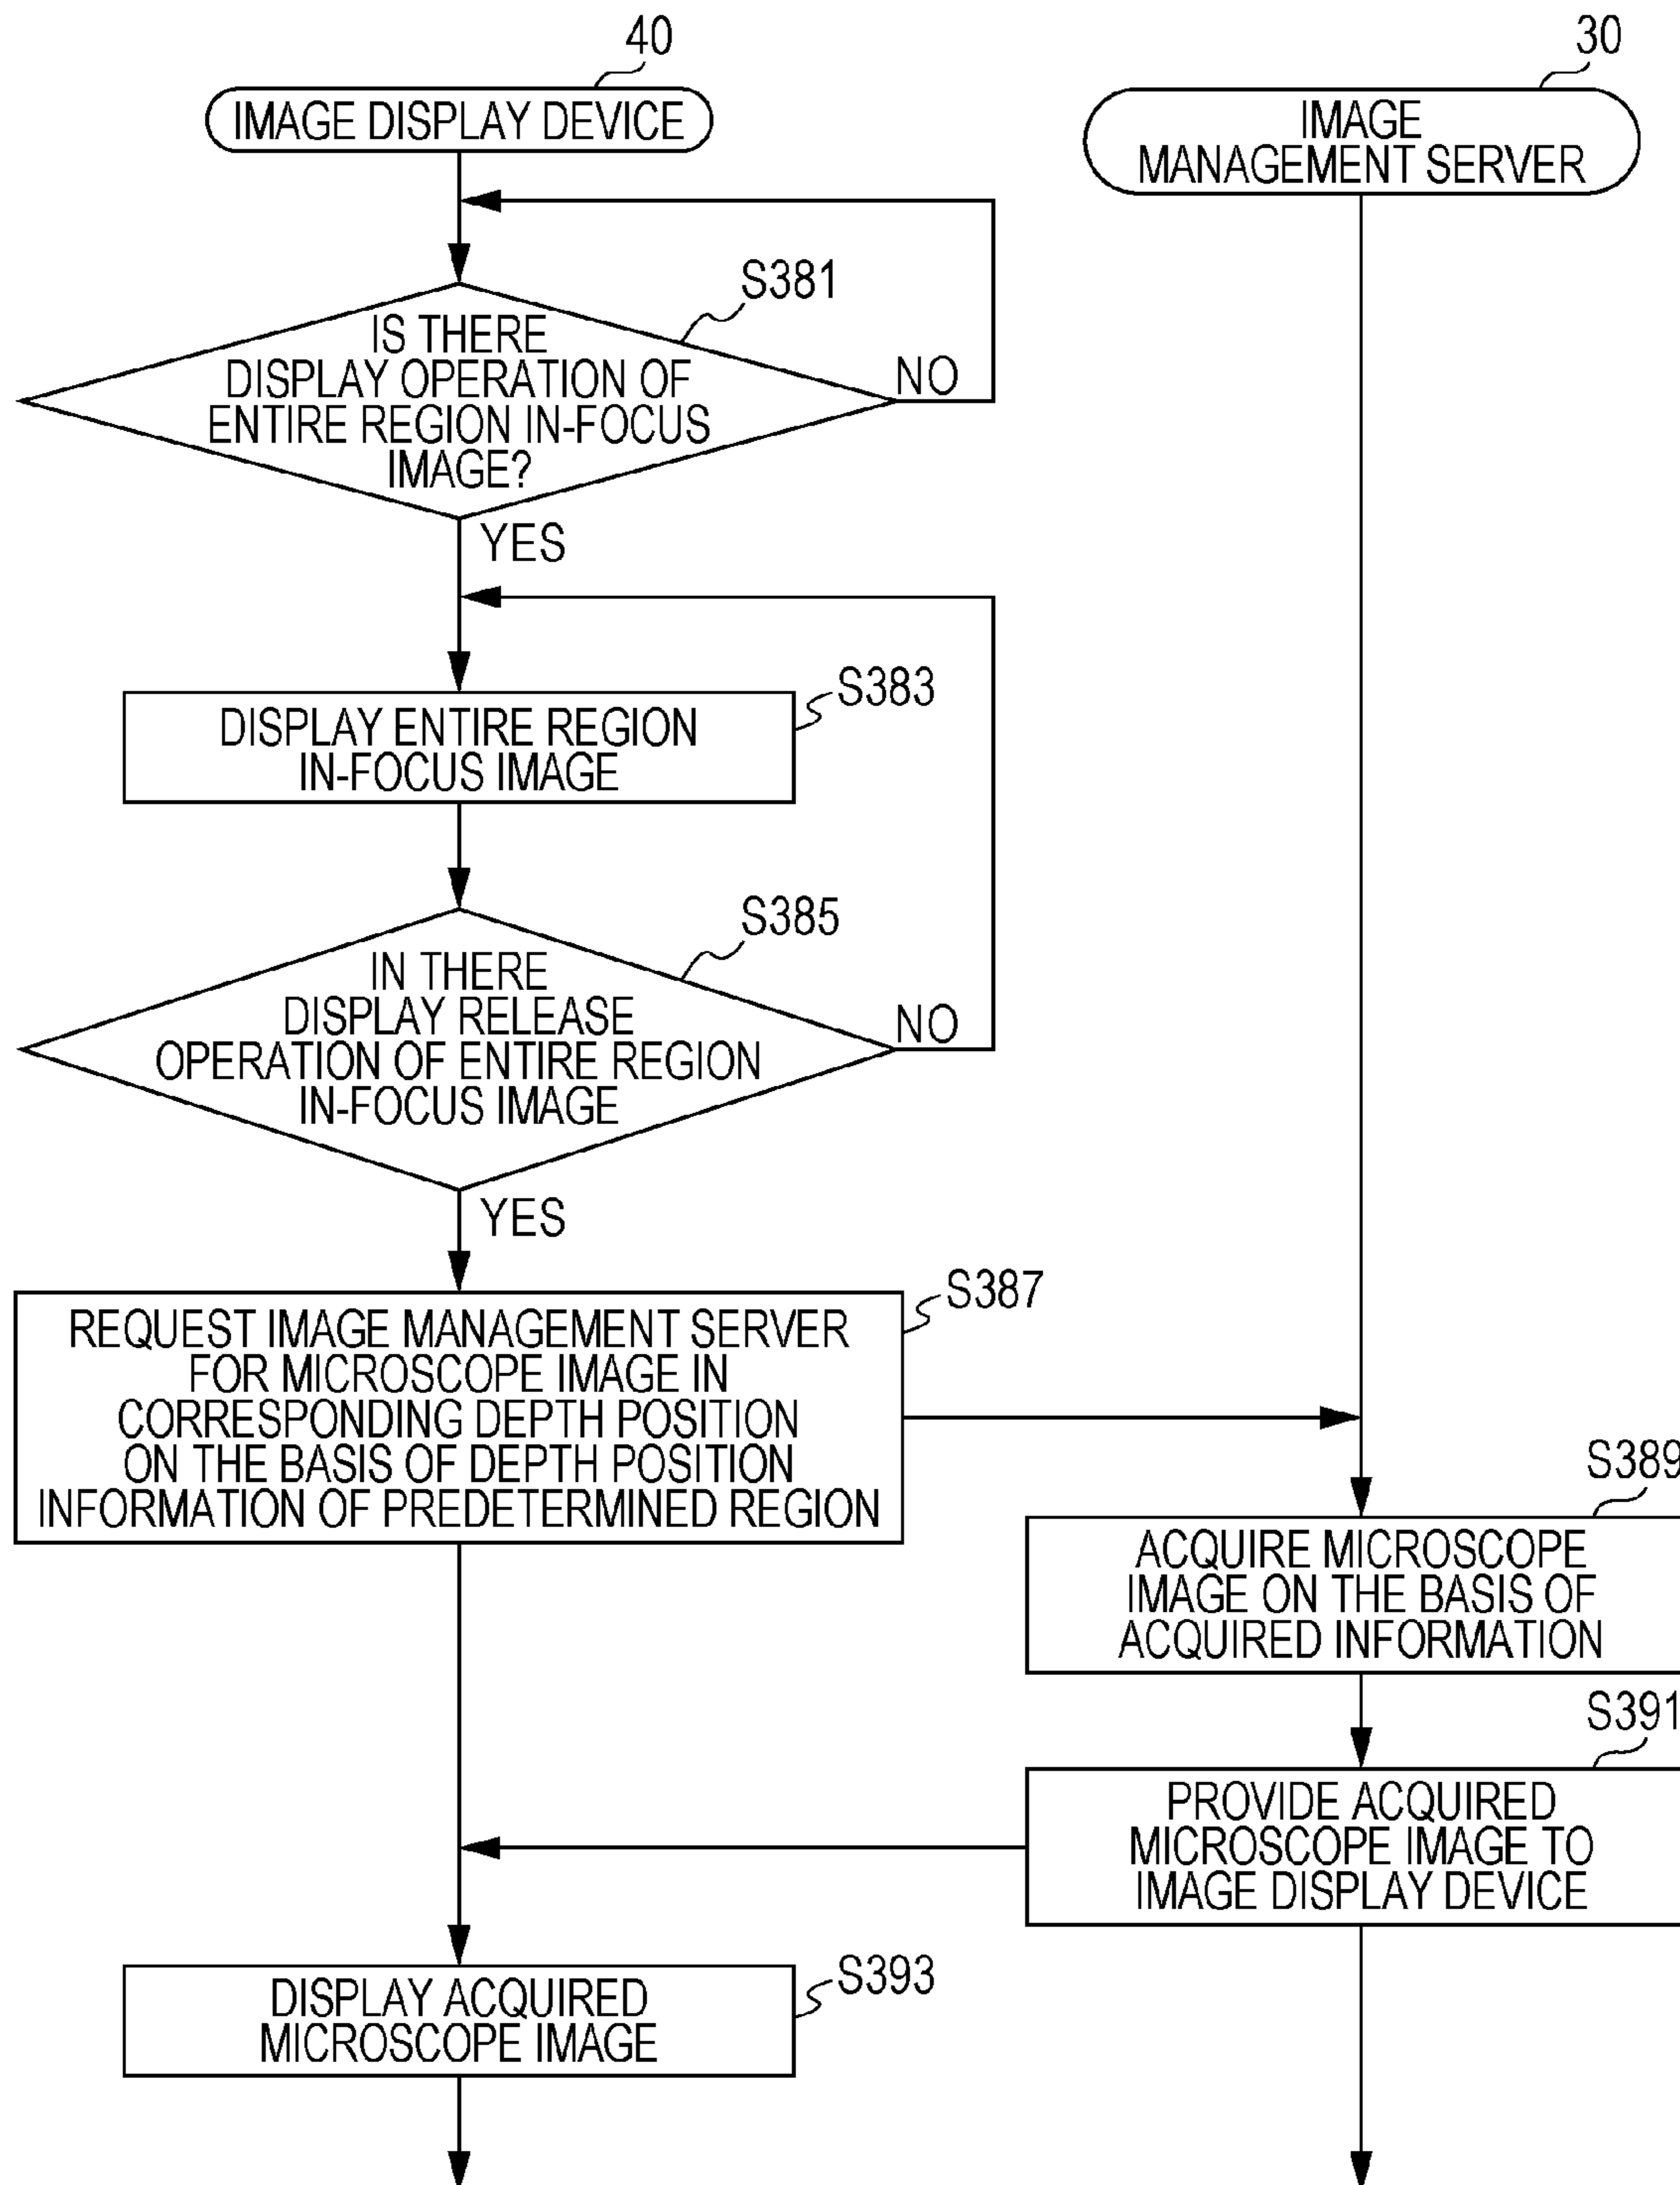 40
IMAGE DISPLAY DEVICE
30
IMAGE
MANAGEMENT SERVER
S381
IS THERE
DISPLAY OPERATION OF
ENTIRE REGION IN-FOCUS
IMAGE?
NO
YES
S383
DISPLAY ENTIRE REGION
IN-FOCUS IMAGE
S385
IN THERE
DISPLAY RELEASE
OPERATION OF ENTIRE REGION
IN-FOCUS IMAGE
NO
YES
S387
REQUEST IMAGE MANAGEMENT SERVER
FOR MICROSCOPE IMAGE IN
CORRESPONDING DEPTH POSITION
ON THE BASIS OF DEPTH POSITION
INFORMATION OF PREDETERMINED REGION
S389
ACQUIRE MICROSCOPE
IMAGE ON THE BASIS OF
ACQUIRED INFORMATION
S391
PROVIDE ACQUIRED
MICROSCOPE IMAGE TO
IMAGE DISPLAY DEVICE
S393
DISPLAY ACQUIRED
MICROSCOPE IMAGE